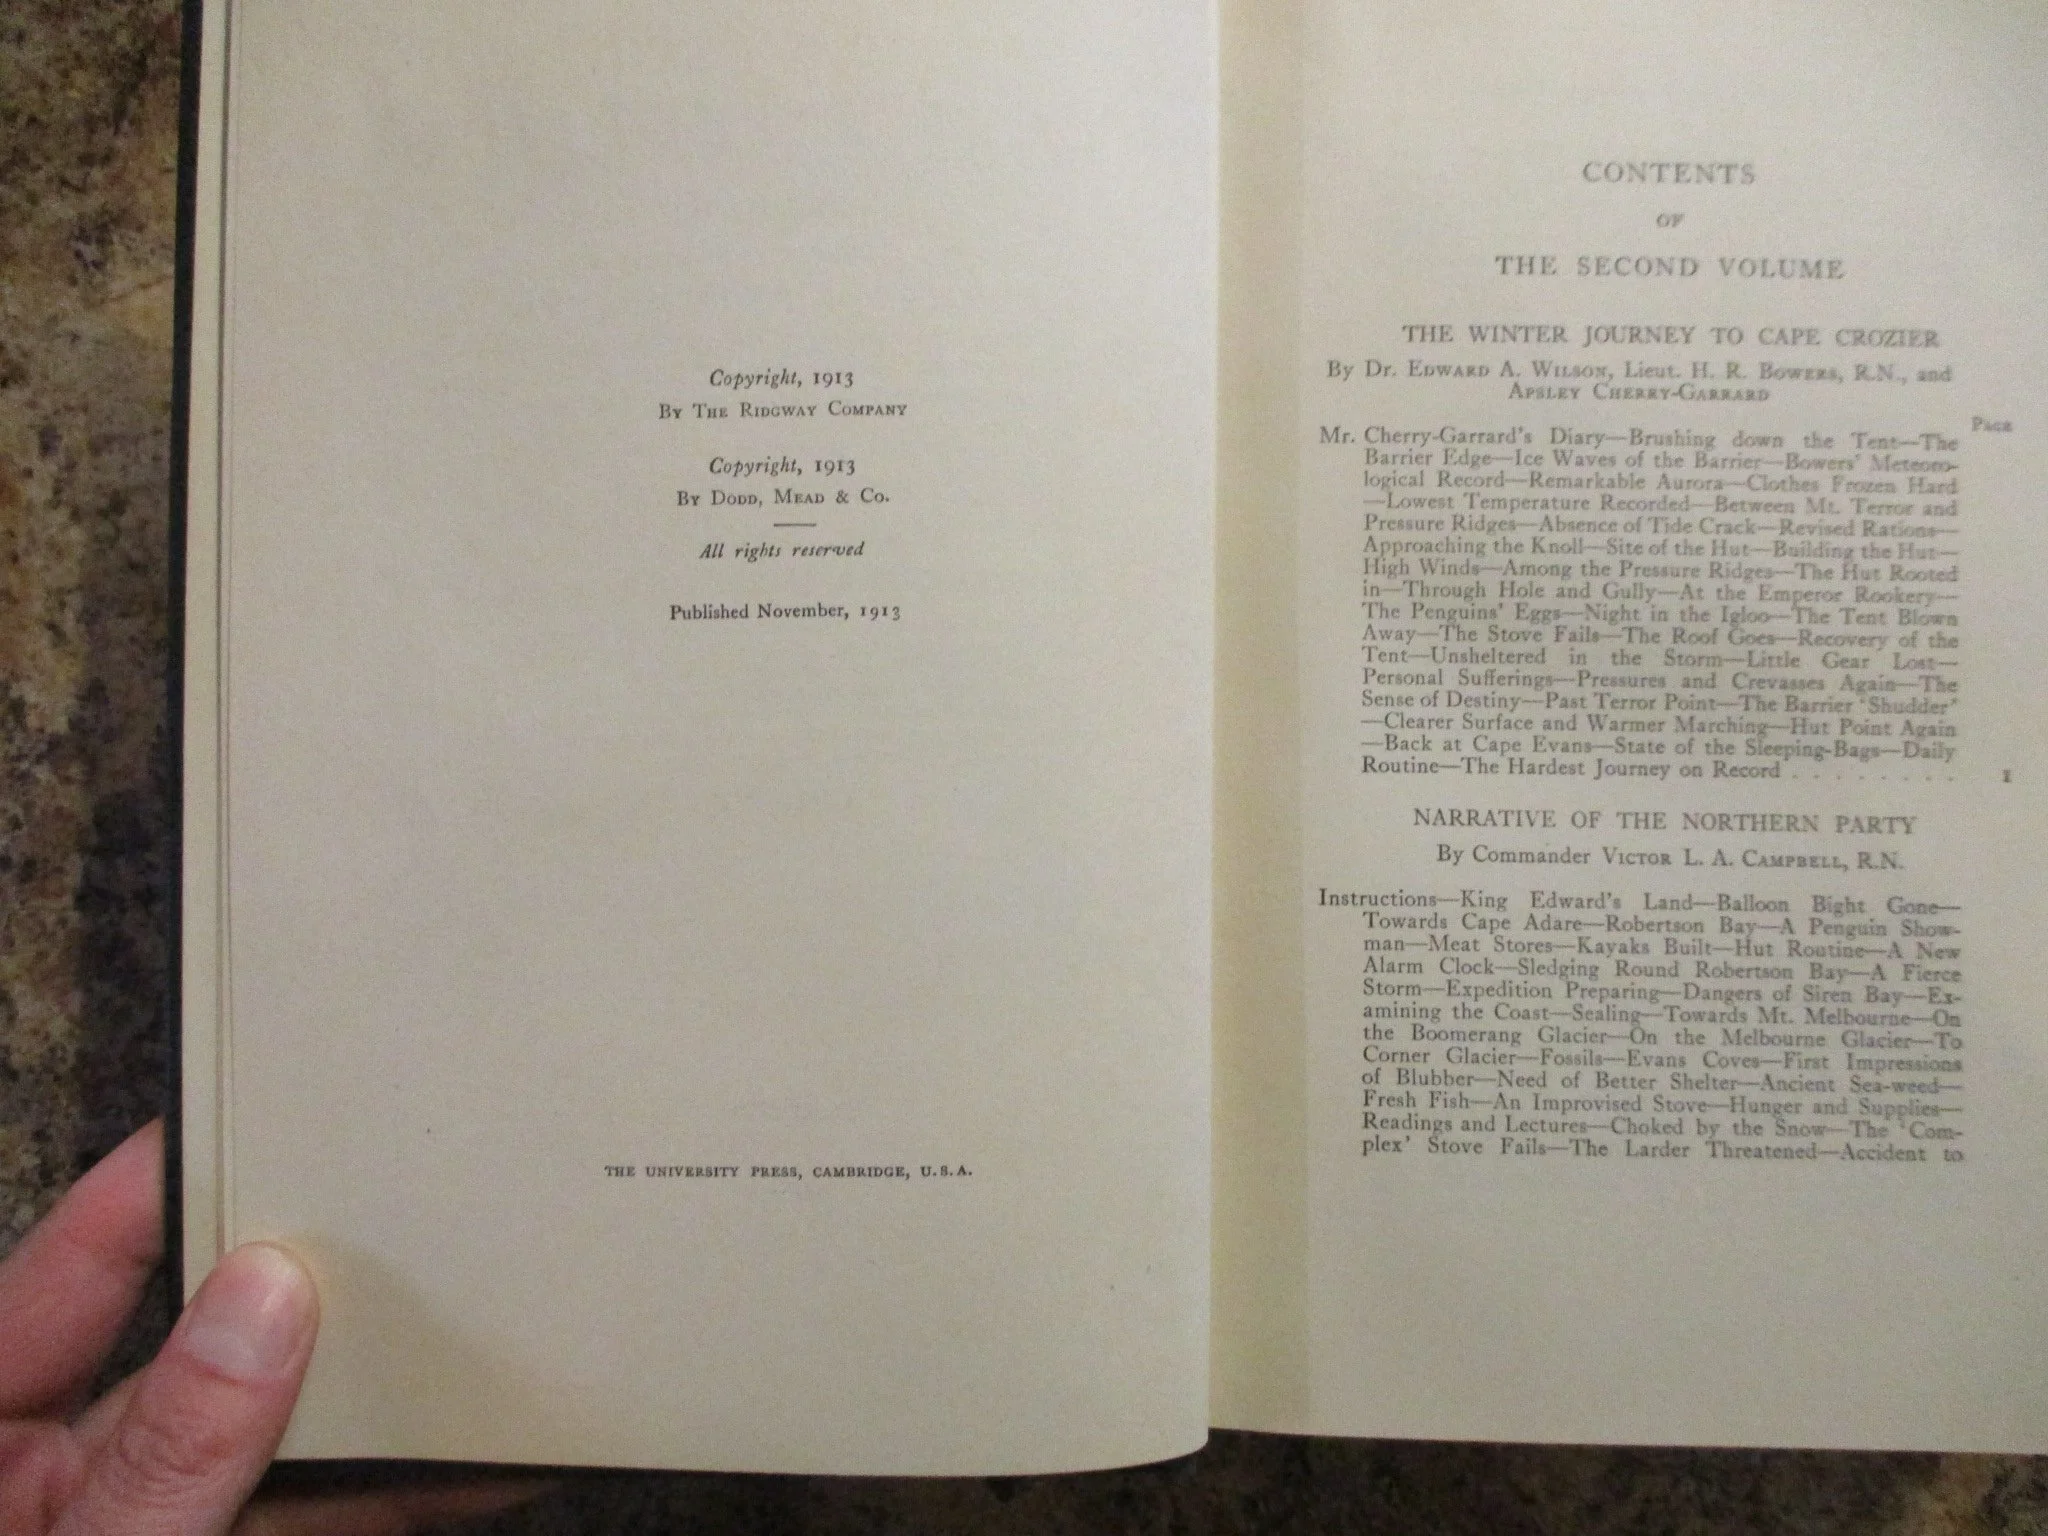 Copyright, 1913
By The Ridgway Company
Copyright, 1913
By Dodd, Mead & Co.
All rights reserved
Published November, 1913
THE UNIVERSITY PRESS, CAMBRIDGE, U.S.A.
CONTENTS
OF
THE SECOND VOLUME
THE WINTER JOURNEY TO CAPE CROZIER
By Dr. Edward A. Wilson, Lieut. H. R. Bowers, R.N., and
Apsley Cherry-Garrard
Page
Mr. Cherry-Garrard's Diary—Brushing down the Tent—The
Barrier Edge—Ice Waves of the Barrier—Bowers' Meteoro-
logical Record—Remarkable Aurora—Clothes Frozen Hard
—Lowest Temperature Recorded—Between Mt. Terror and
Pressure Ridges—Absence of Tide Crack—Revised Rations—
Approaching the Knoll—Site of the Hut—Building the Hut—
High Winds—Among the Pressure Ridges—The Hut Rooted
in—Through Hole and Gully—At the Emperor Rookery—
The Penguins' Eggs—Night in the Igloo—The Tent Blown
Away—The Stove Fails—The Roof Goes—Recovery of the
Tent—Unsheltered in the Storm—Little Gear Lost—
Personal Sufferings—Pressures and Crevasses Again—The
Sense of Destiny—Past Terror Point—The Barrier 'Shudder'
—Clearer Surface and Warmer Marching—Hut Point Again
—Back at Cape Evans—State of the Sleeping-Bags—Daily
Routine—The Hardest Journey on Record . . . . . . . . 1
NARRATIVE OF THE NORTHERN PARTY
By Commander Victor L. A. Campbell, R.N.
Instructions—King Edward's Land—Balloon Bight Gone—
Towards Cape Adare—Robertson Bay—A Penguin Show-
man—Meat Stores—Kayaks Built—Hut Routine—A New
Alarm Clock—Sledging Round Robertson Bay—A Fierce
Storm—Expedition Preparing—Dangers of Siren Bay—Ex-
amining the Coast—Sealing—Towards Mt. Melbourne—On
the Boomerang Glacier—On the Melbourne Glacier—To
Corner Glacier—Fossils—Evans Coves—First Impressions
of Blubber—Need of Better Shelter—Ancient Sea-weed—
Fresh Fish—An Improvised Stove—Hunger and Supplies—
Readings and Lectures—Choked by the Snow—The 'Com-
plex' Stove Fails—The Larder Threatened—Accident to